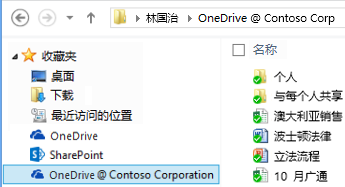 林国治 ▸ OneDrive @ Contoso Corp
收藏夹
桌面
下载
最近访问的位置
OneDrive
SharePoint
OneDrive @ Contoso Corporation
名称
个人
与每个人共享
澳大利亚销售
波士顿法律
立法流程
10 月广通